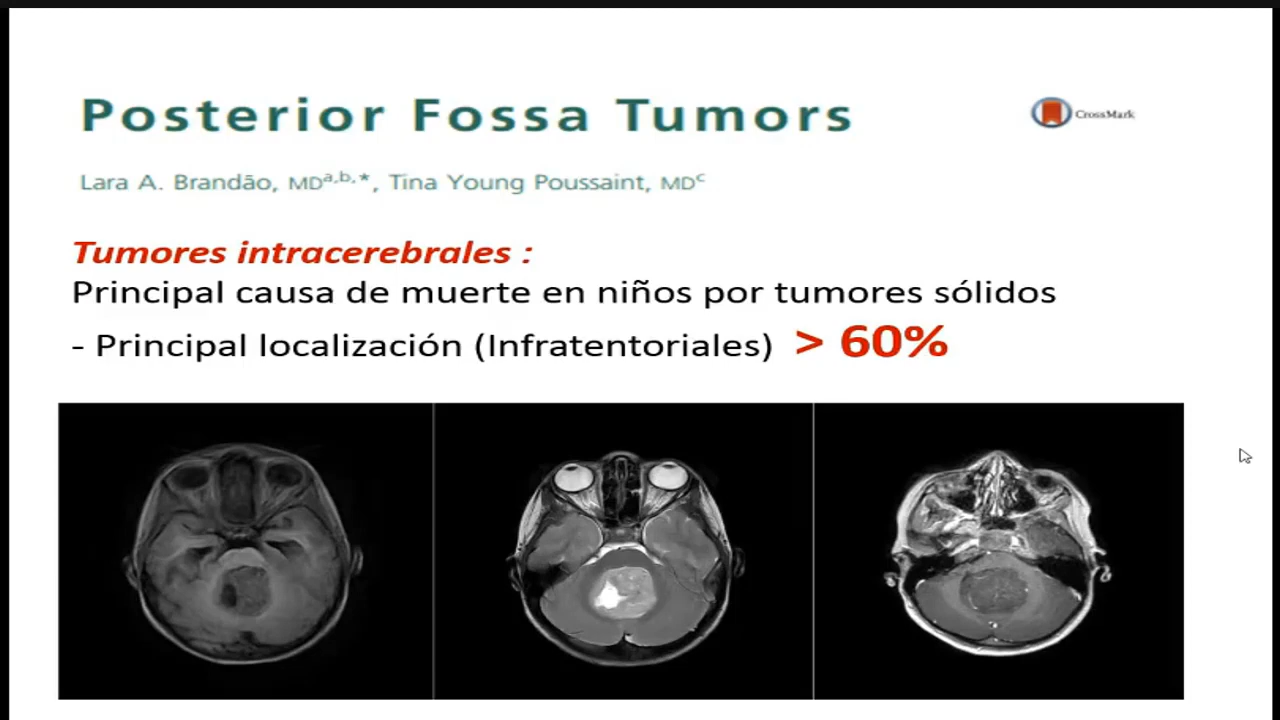 Posterior Fossa Tumors
CrossMark
Lara A. Brandão, MDa,b,*, Tina Young Poussaint, MDc
Tumores intracerebrales :
Principal causa de muerte en niños por tumores sólidos
- Principal localización (Infratentoriales) > 60%